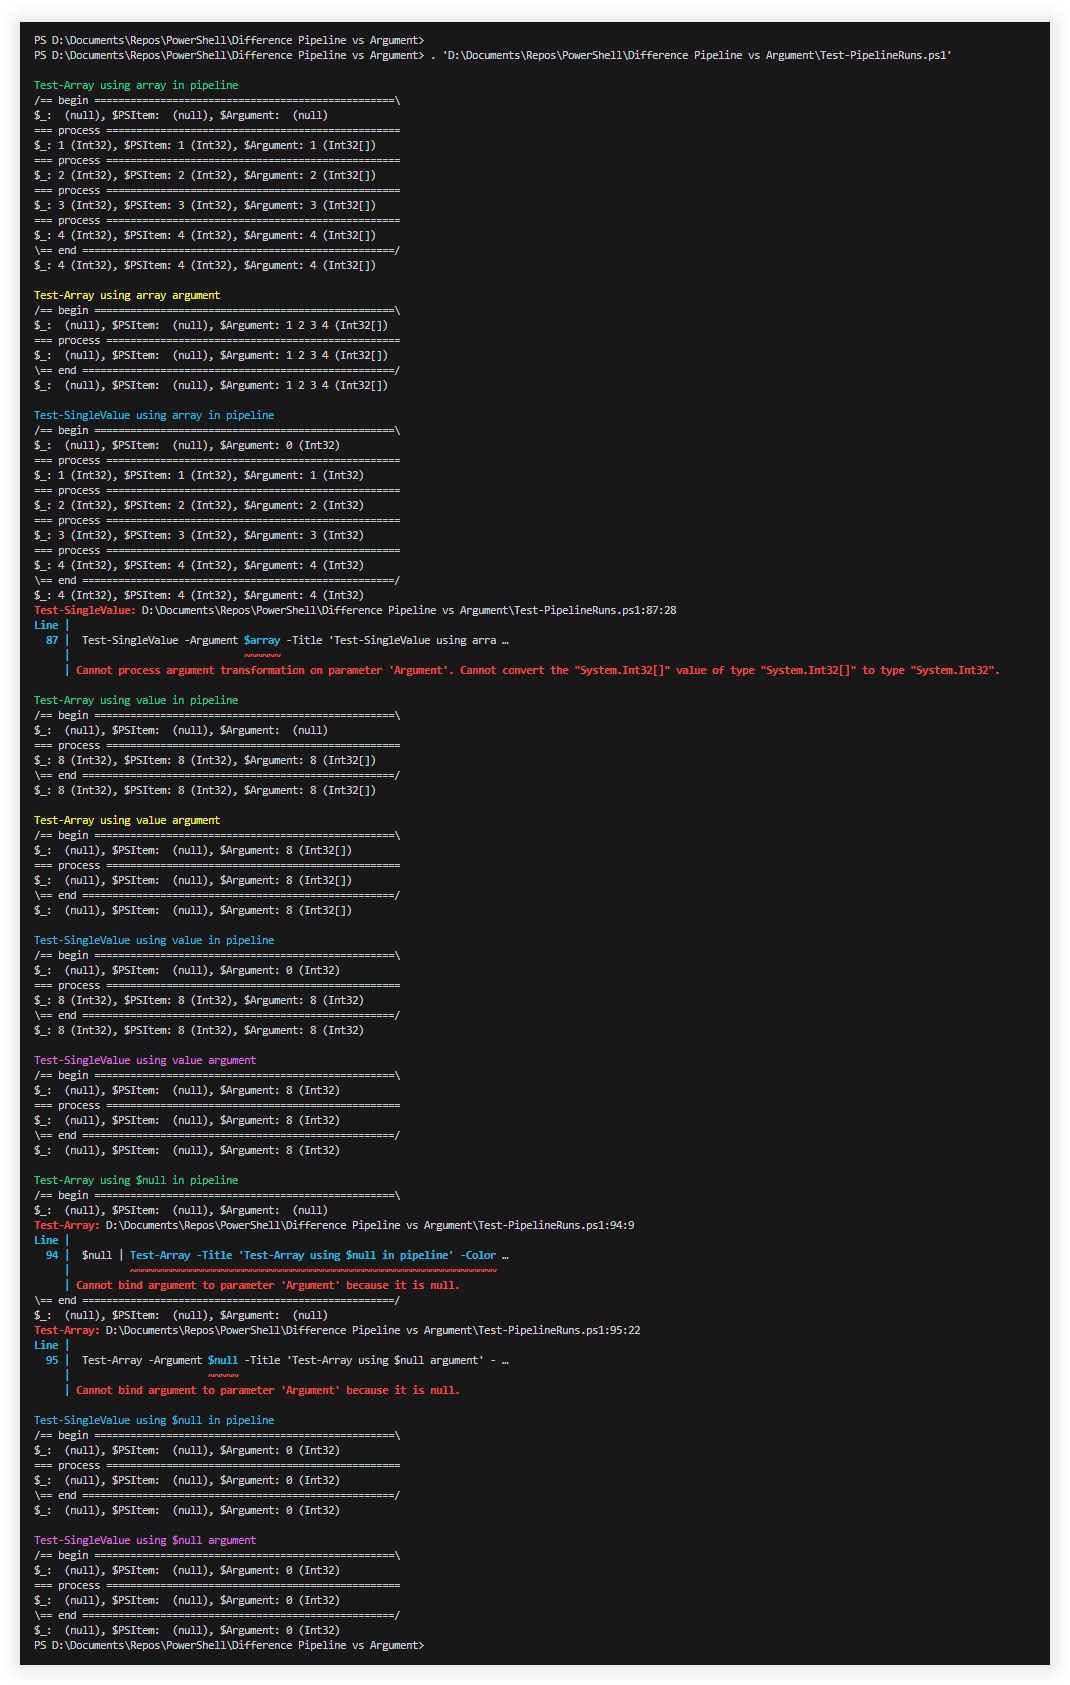 PS D:\Documents\Repos\PowerShell\Difference Pipeline vs Argument>
PS D:\Documents\Repos\PowerShell\Difference Pipeline vs Argument> . 'D:\Documents\Repos\PowerShell\Difference Pipeline vs Argument\Test-PipelineRuns.ps1'

Test-Array using array in pipeline
/== begin ==================================================\
$_:  (null), $PSItem:  (null), $Argument:  (null)
=== process =================================================
$_: 1 (Int32), $PSItem: 1 (Int32), $Argument: 1 (Int32[])
=== process =================================================
$_: 2 (Int32), $PSItem: 2 (Int32), $Argument: 2 (Int32[])
=== process =================================================
$_: 3 (Int32), $PSItem: 3 (Int32), $Argument: 3 (Int32[])
=== process =================================================
$_: 4 (Int32), $PSItem: 4 (Int32), $Argument: 4 (Int32[])
\== end ====================================================/
$_: 4 (Int32), $PSItem: 4 (Int32), $Argument: 4 (Int32[])

Test-Array using array argument
/== begin ==================================================\
$_:  (null), $PSItem:  (null), $Argument: 1 2 3 4 (Int32[])
=== process =================================================
$_:  (null), $PSItem:  (null), $Argument: 1 2 3 4 (Int32[])
\== end ====================================================/
$_:  (null), $PSItem:  (null), $Argument: 1 2 3 4 (Int32[])

Test-SingleValue using array in pipeline
/== begin ==================================================\
$_:  (null), $PSItem:  (null), $Argument: 0 (Int32)
=== process =================================================
$_: 1 (Int32), $PSItem: 1 (Int32), $Argument: 1 (Int32)
=== process =================================================
$_: 2 (Int32), $PSItem: 2 (Int32), $Argument: 2 (Int32)
=== process =================================================
$_: 3 (Int32), $PSItem: 3 (Int32), $Argument: 3 (Int32)
=== process =================================================
$_: 4 (Int32), $PSItem: 4 (Int32), $Argument: 4 (Int32)
\== end ====================================================/
$_: 4 (Int32), $PSItem: 4 (Int32), $Argument: 4 (Int32)
Test-SingleValue: D:\Documents\Repos\PowerShell\Difference Pipeline vs Argument\Test-PipelineRuns.ps1:87:28
Line |
  87 |  Test-SingleValue -Argument $array -Title 'Test-SingleValue using arra …
     |                             ~~~~~~
     | Cannot process argument transformation on parameter 'Argument'. Cannot convert the "System.Int32[]" value of type "System.Int32[]" to type "System.Int32".

Test-Array using value in pipeline
/== begin ==================================================\
$_:  (null), $PSItem:  (null), $Argument:  (null)
=== process =================================================
$_: 8 (Int32), $PSItem: 8 (Int32), $Argument: 8 (Int32[])
\== end ====================================================/
$_: 8 (Int32), $PSItem: 8 (Int32), $Argument: 8 (Int32[])

Test-Array using value argument
/== begin ==================================================\
$_:  (null), $PSItem:  (null), $Argument: 8 (Int32[])
=== process =================================================
$_:  (null), $PSItem:  (null), $Argument: 8 (Int32[])
\== end ====================================================/
$_:  (null), $PSItem:  (null), $Argument: 8 (Int32[])

Test-SingleValue using value in pipeline
/== begin ==================================================\
$_:  (null), $PSItem:  (null), $Argument: 0 (Int32)
=== process =================================================
$_: 8 (Int32), $PSItem: 8 (Int32), $Argument: 8 (Int32)
\== end ====================================================/
$_: 8 (Int32), $PSItem: 8 (Int32), $Argument: 8 (Int32)

Test-SingleValue using value argument
/== begin ==================================================\
$_:  (null), $PSItem:  (null), $Argument: 8 (Int32)
=== process =================================================
$_:  (null), $PSItem:  (null), $Argument: 8 (Int32)
\== end ====================================================/
$_:  (null), $PSItem:  (null), $Argument: 8 (Int32)

Test-Array using $null in pipeline
/== begin ==================================================\
$_:  (null), $PSItem:  (null), $Argument:  (null)
Test-Array: D:\Documents\Repos\PowerShell\Difference Pipeline vs Argument\Test-PipelineRuns.ps1:94:9
Line |
  94 |  $null | Test-Array -Title 'Test-Array using $null in pipeline' -Color …
     |          ~~~~~~~~~~~~~~~~~~~~~~~~~~~~~~~~~~~~~~~~~~~~~~~~~~~~~~~~~~~~~
     | Cannot bind argument to parameter 'Argument' because it is null.
\== end ====================================================/
$_:  (null), $PSItem:  (null), $Argument:  (null)
Test-Array: D:\Documents\Repos\PowerShell\Difference Pipeline vs Argument\Test-PipelineRuns.ps1:95:22
Line |
  95 |  Test-Array -Argument $null -Title 'Test-Array using $null argument' - …
     |                       ~~~~~
     | Cannot bind argument to parameter 'Argument' because it is null.

Test-SingleValue using $null in pipeline
/== begin ==================================================\
$_:  (null), $PSItem:  (null), $Argument: 0 (Int32)
=== process =================================================
$_:  (null), $PSItem:  (null), $Argument: 0 (Int32)
\== end ====================================================/
$_:  (null), $PSItem:  (null), $Argument: 0 (Int32)

Test-SingleValue using $null argument
/== begin ==================================================\
$_:  (null), $PSItem:  (null), $Argument: 0 (Int32)
=== process =================================================
$_:  (null), $PSItem:  (null), $Argument: 0 (Int32)
\== end ====================================================/
$_:  (null), $PSItem:  (null), $Argument: 0 (Int32)
PS D:\Documents\Repos\PowerShell\Difference Pipeline vs Argument>